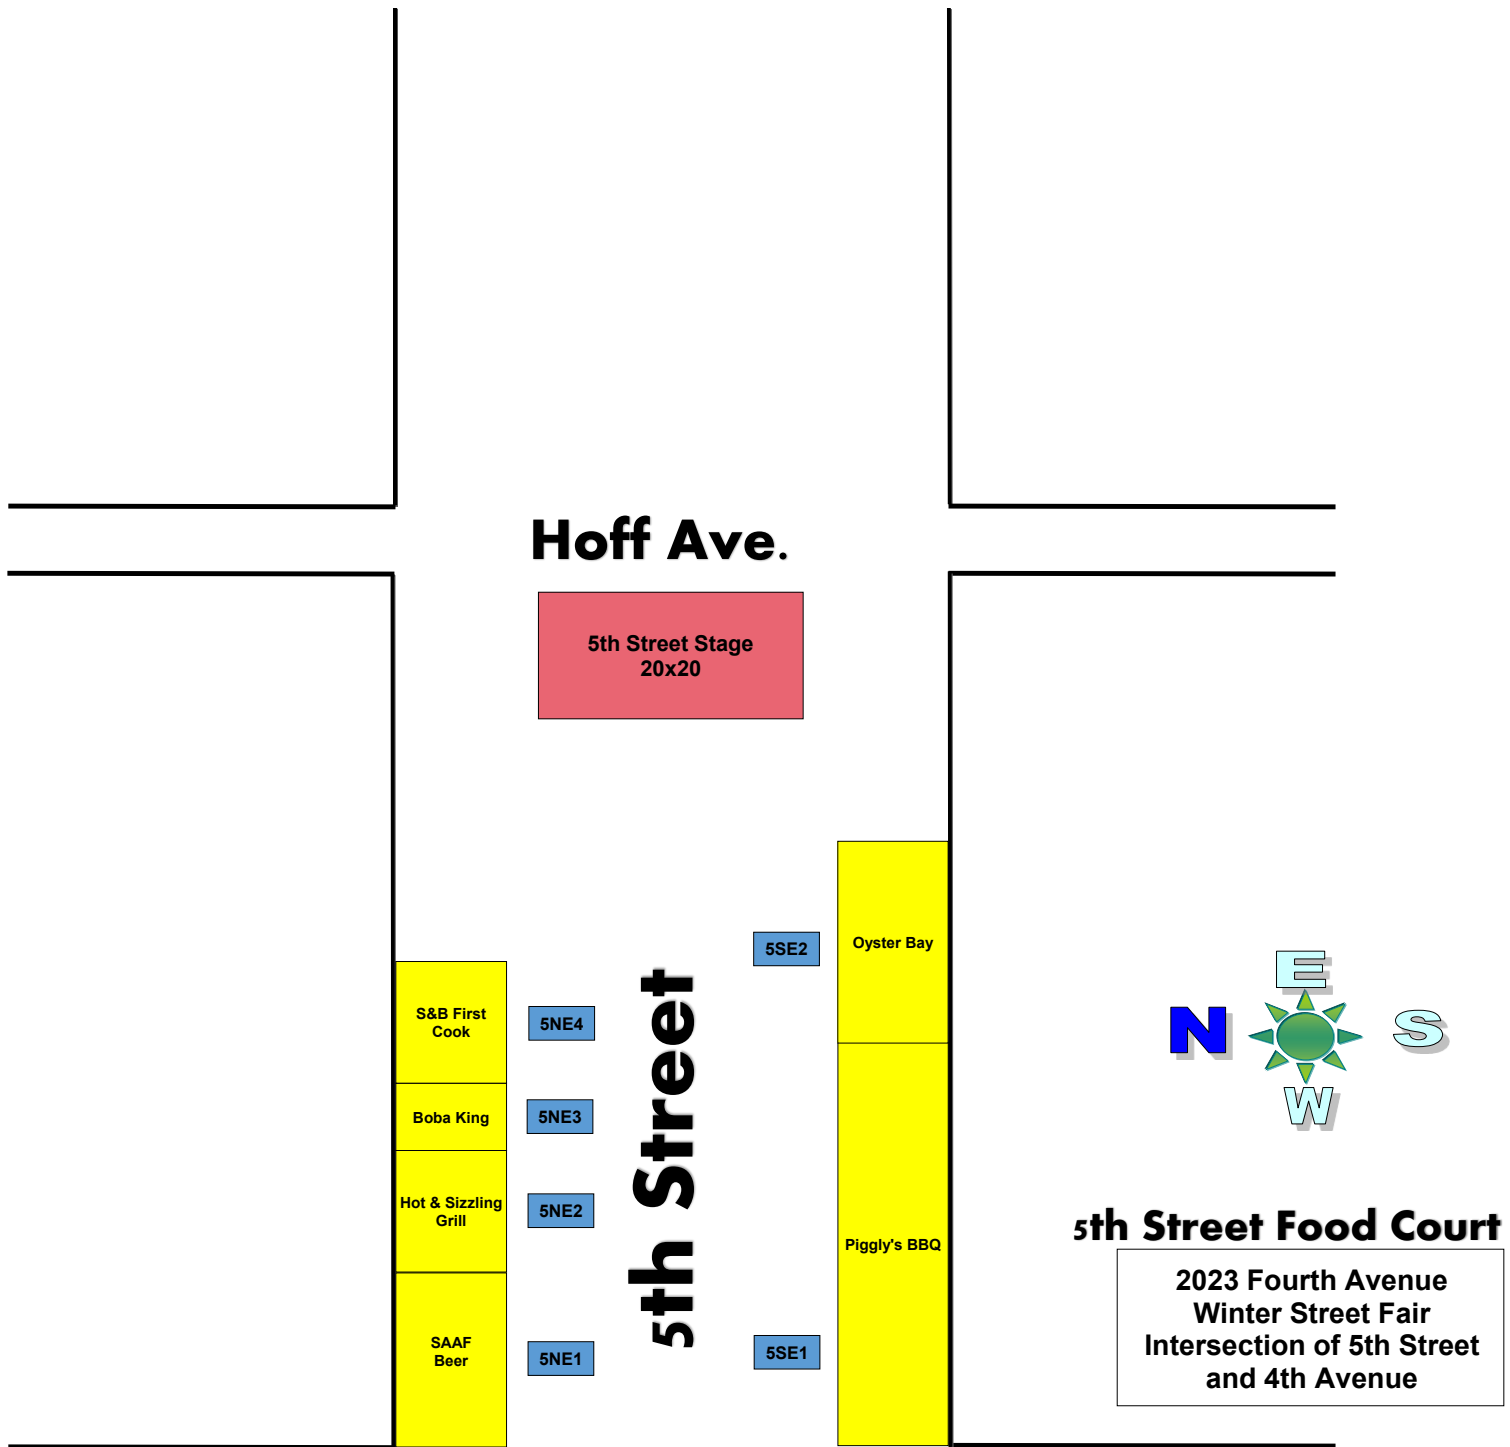 Hoff Ave.
5th Street Stage
20x20
Oyster Bay
5SE2
S&B First
Cook
5NE4
Boba King
5NE3
Hot & Sizzling
Grill
5NE2
SAAF
Beer
5NE1
5th Street
Piggly's BBQ
5SE1
E
N
S
W
5th Street Food Court
2023 Fourth Avenue
Winter Street Fair
Intersection of 5th Street
and 4th Avenue